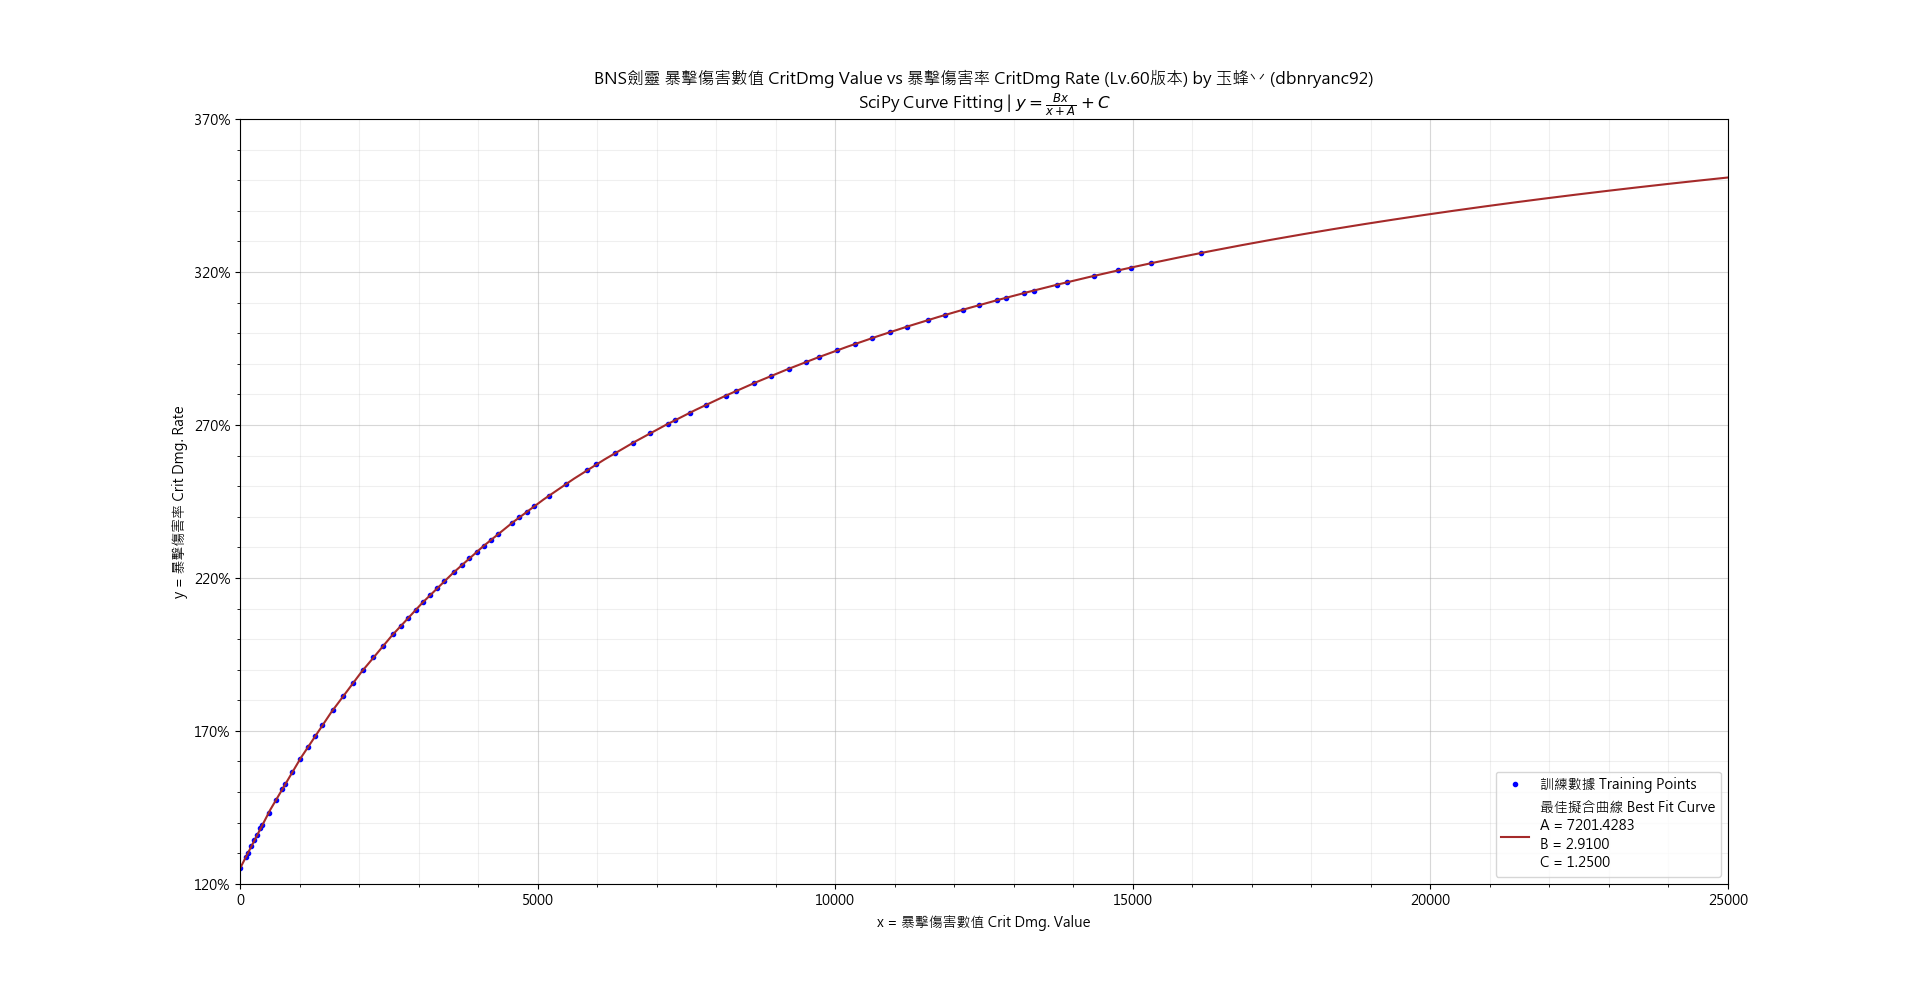 BNS劍靈 暴擊傷害數值 CritDmg Value vs 暴擊傷害率 CritDmg Rate (Lv.60版本) by 玉蜂丷 (dbnryanc92)
SciPy Curve Fitting | y = Bx/(x + A) + C
370%
320%
270%
220%
170%
120%
y = 暴擊傷害率 Crit Dmg. Rate
訓練數據 Training Points
最佳擬合曲線 Best Fit Curve
A = 7201.4283
B = 2.9100
C = 1.2500
0 5000 10000 15000 20000 25000
x = 暴擊傷害數值 Crit Dmg. Value